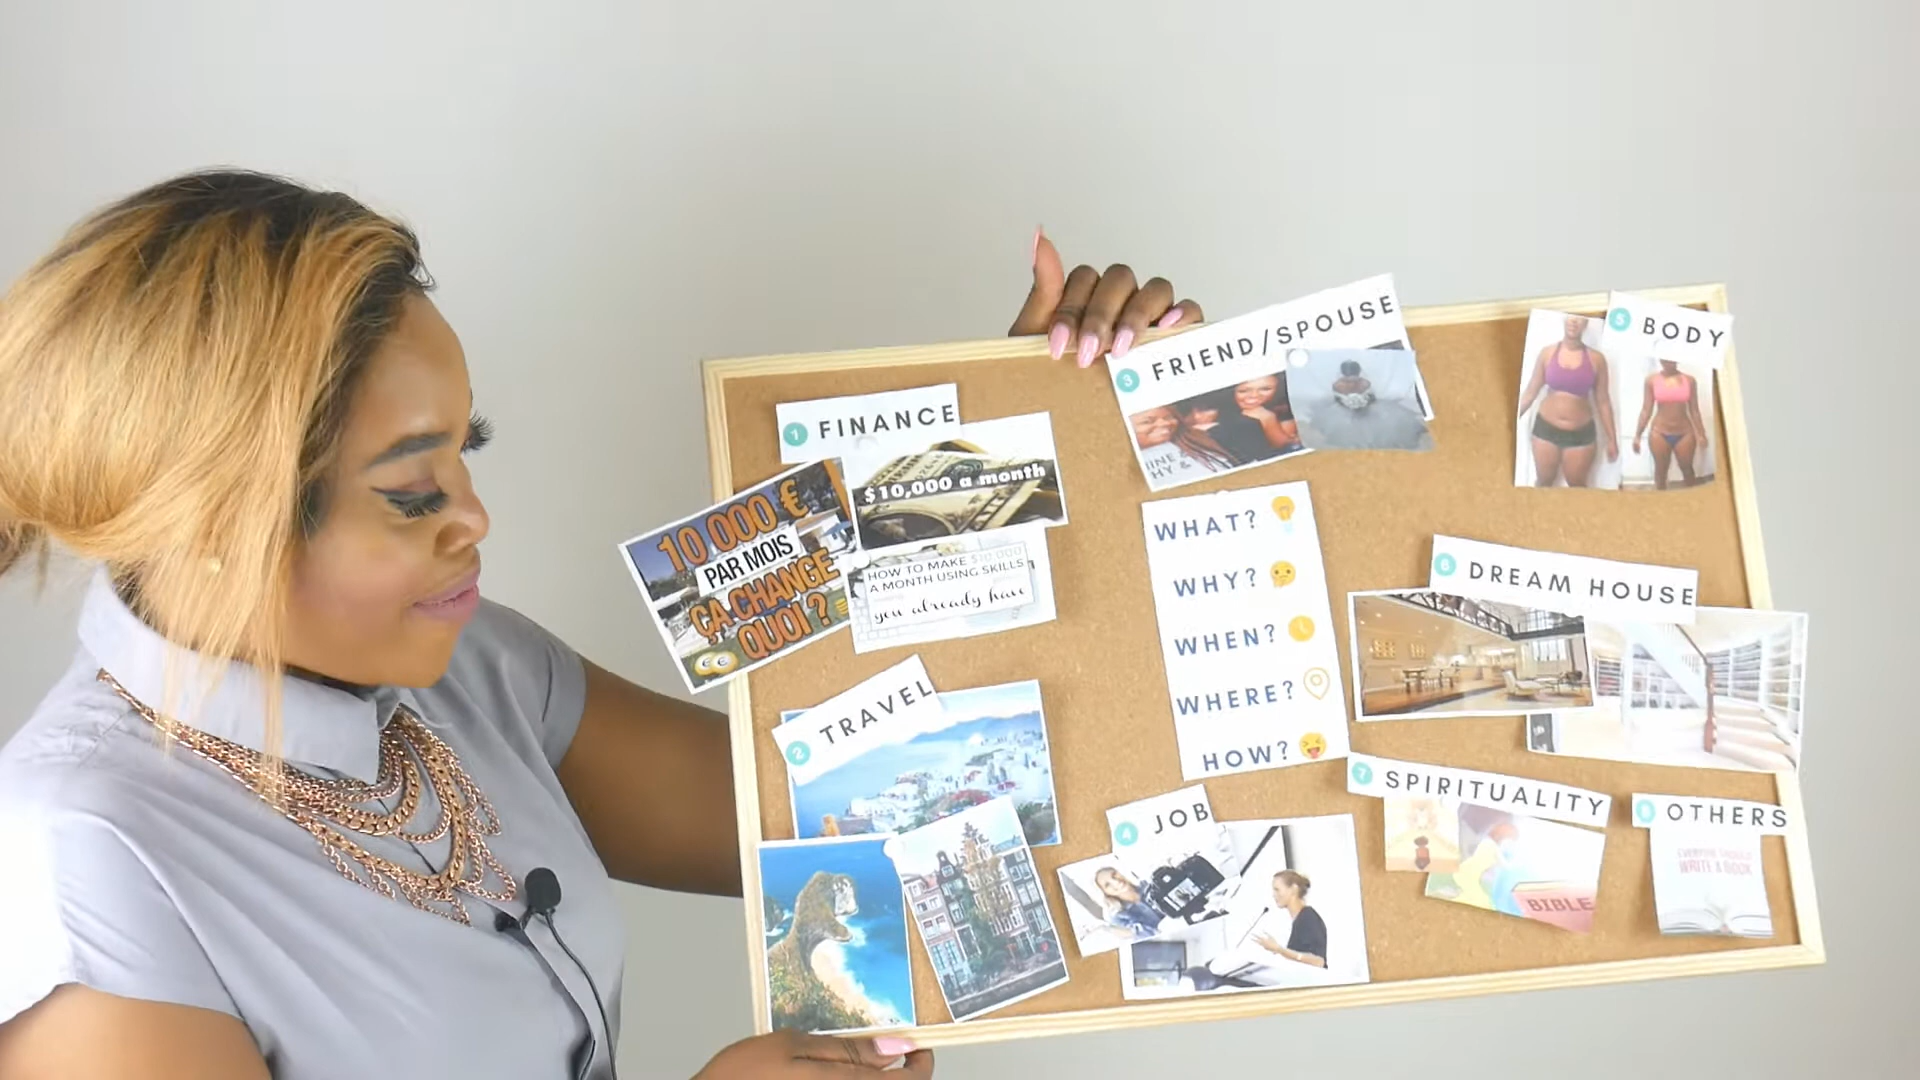 1 FINANCE
10 000 €
PAR MOIS
ÇA CHANGE
QUOI ?
$10,000 a month
HOW TO MAKE $10,000
A MONTH USING SKILLS
you already have
2 TRAVEL
3 FRIEND/SPOUSE
WHAT?
WHY?
WHEN?
WHERE?
HOW?
4 JOB
5 BODY
6 DREAM HOUSE
7 SPIRITUALITY
BIBLE
8 OTHERS
EVERYONE SHOULD
WRITE A BOOK